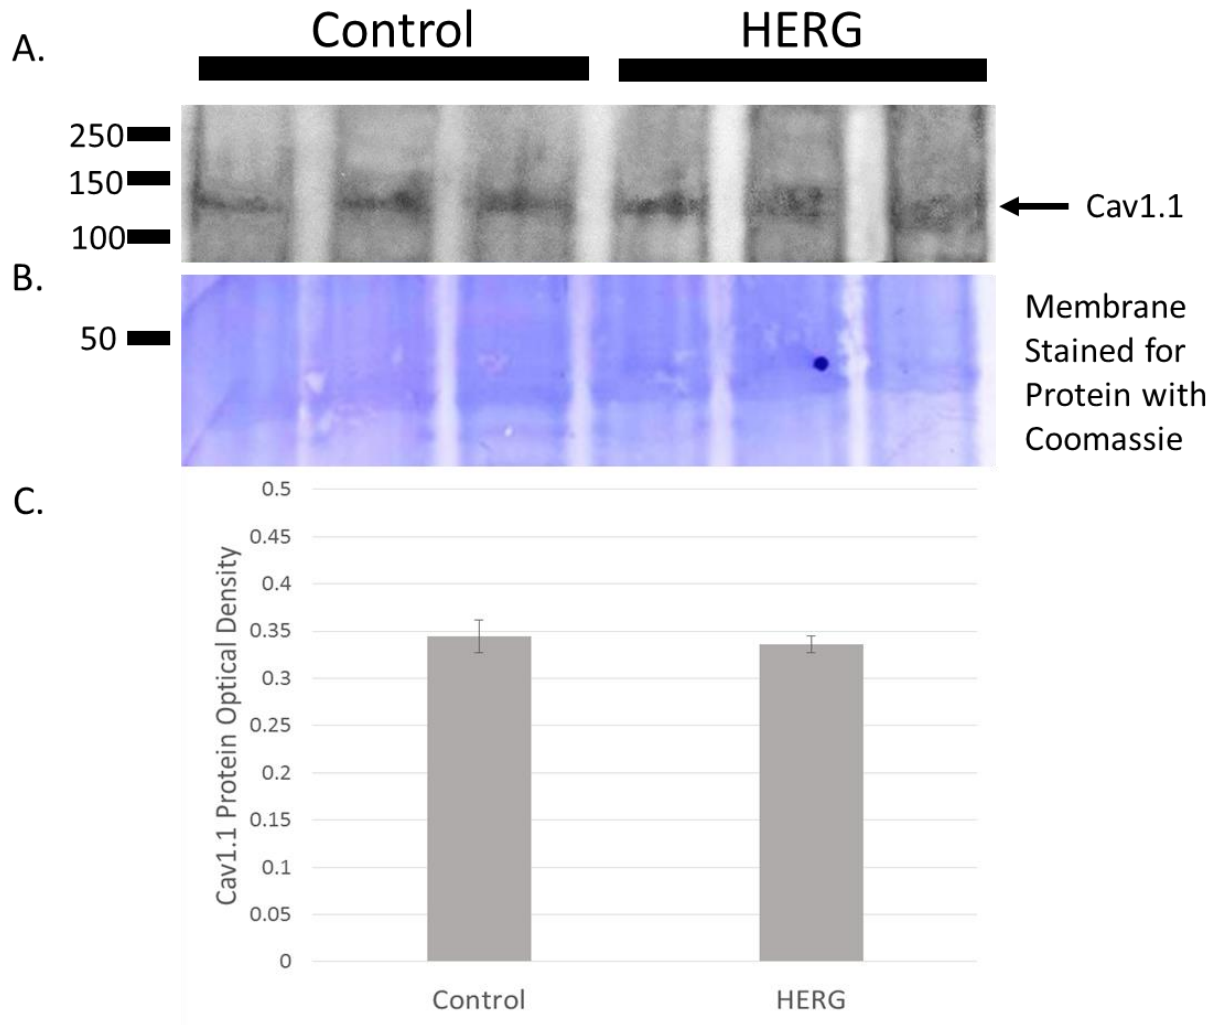 A.
Control
HERG
250
150
100
Cav1.1
B.
50
Membrane
Stained for
Protein with
Coomassie
C.
Cav1.1 Protein Optical Density
0.5
0.45
0.4
0.35
0.3
0.25
0.2
0.15
0.1
0.05
0
Control
HERG